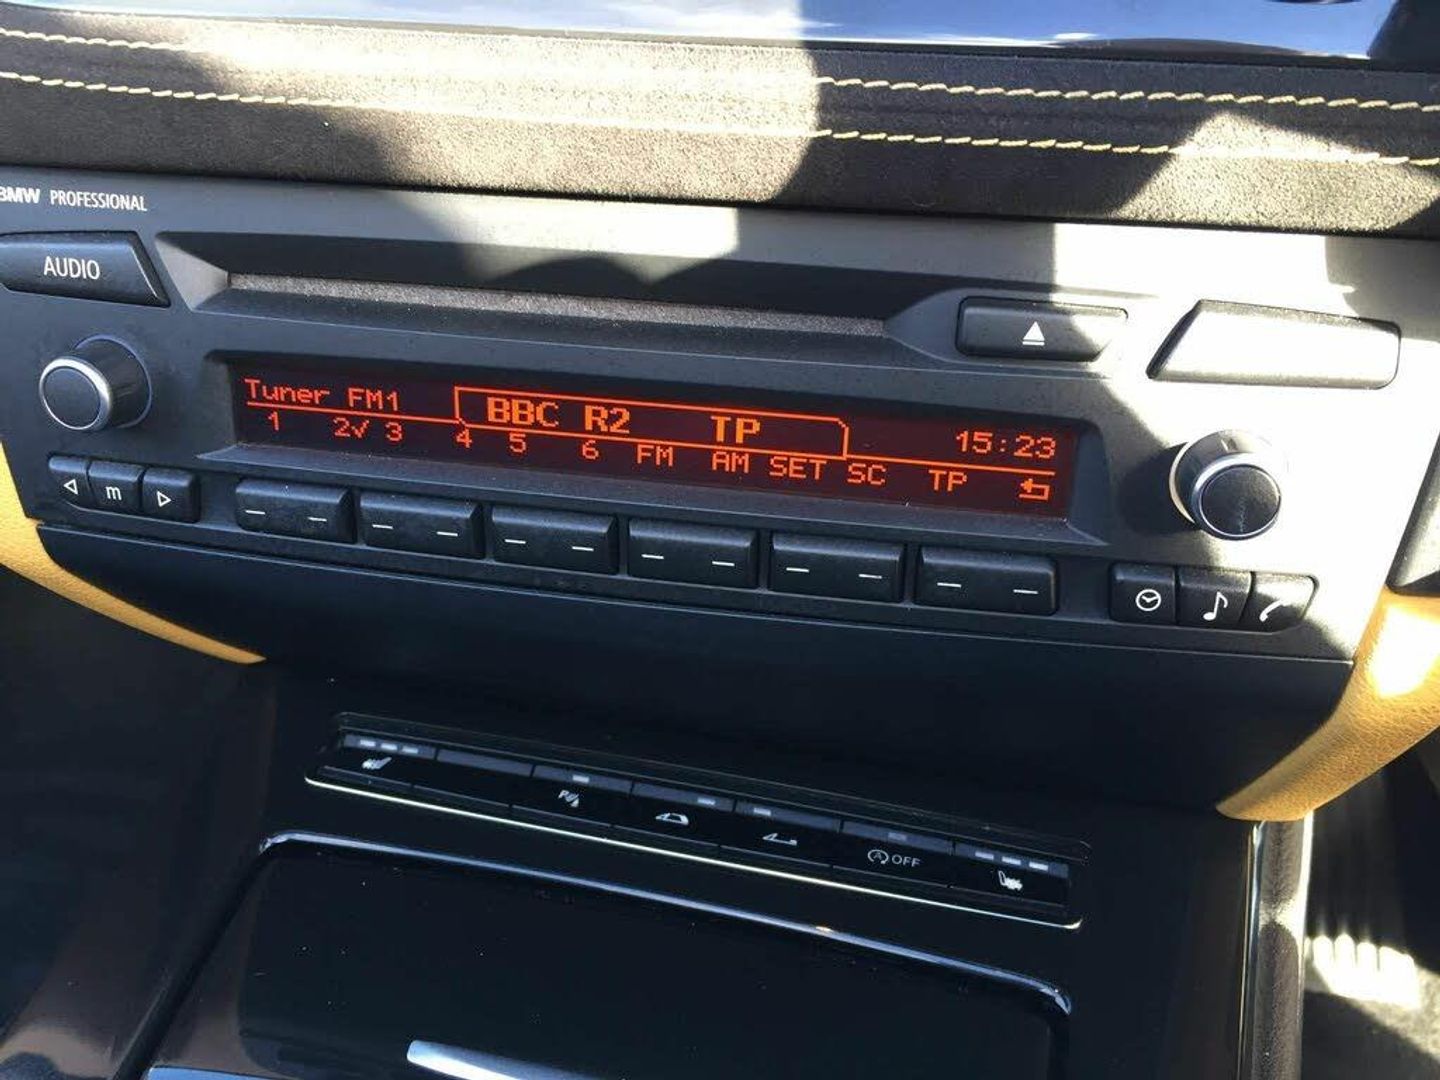 BMW PROFESSIONAL
AUDIO
Tuner FM1 BBC R2 TP 15:23
1 2✓ 3 4 5 6 FM AM SET SC TP
m
P
A OFF